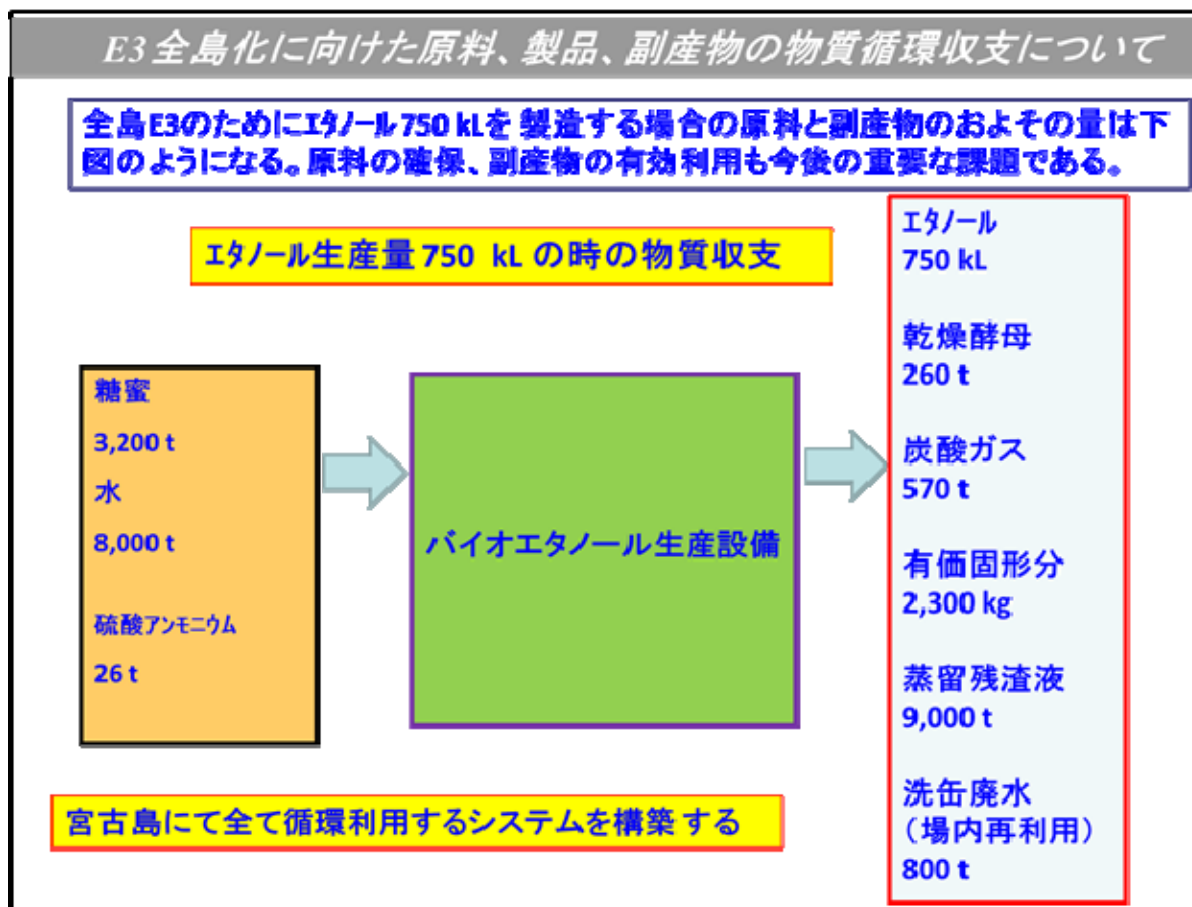 E3全島化に向けた原料、製品、副産物の物質循環収支について
全島E3のためにｴﾀﾉｰﾙ750 kLを 製造する場合の原料と副産物のおよその量は下
図のようになる。原料の確保、副産物の有効利用も今後の重要な課題である。
ｴﾀﾉｰﾙ生産量 750 kL の時の物質収支
糖蜜
3,200 t
水
8,000 t
硫酸ｱﾝﾓﾆｳﾑ
26 t
バイオエタノール生産設備
エタノール
750 kL
乾燥酵母
260 t
炭酸ガス
570 t
有価固形分
2,300 kg
蒸留残渣液
9,000 t
洗缶廃水
（場内再利用）
800 t
宮古島にて全て循環利用するシステムを構築する